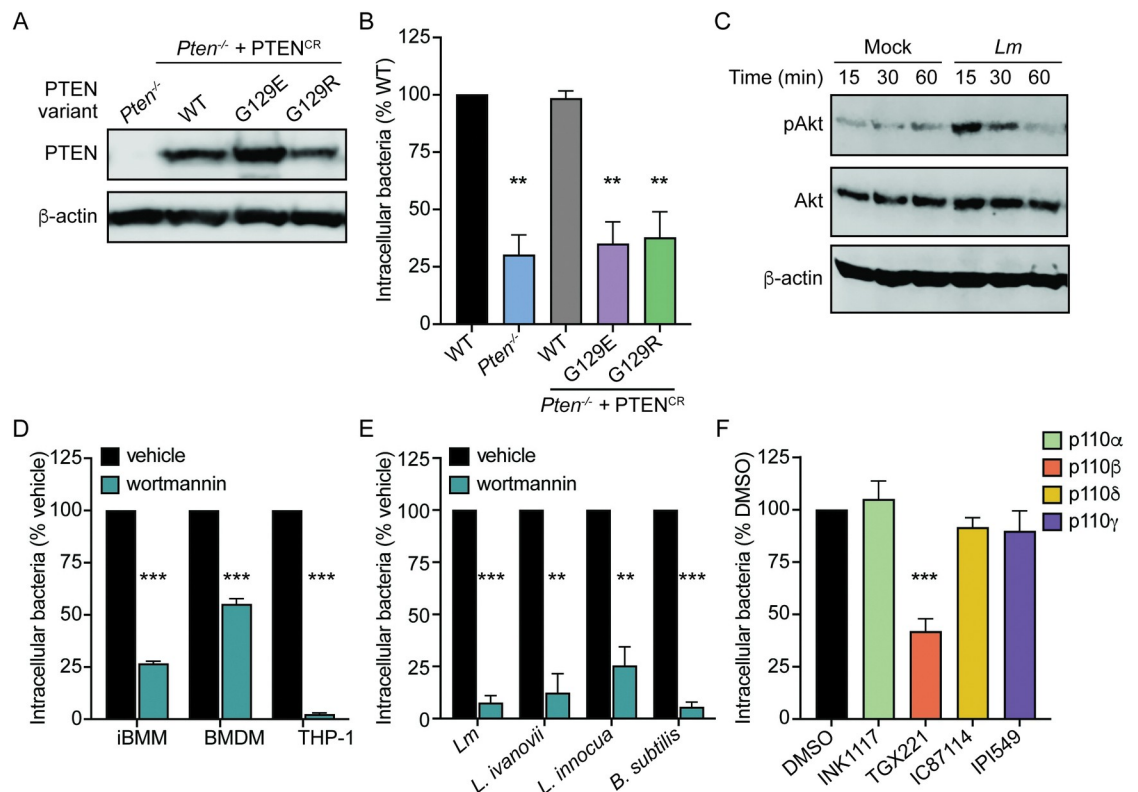 A
Pten-/- + PTENCR
PTEN
variant
Pten-/-
WT
G129E
G129R
PTEN
β-actin
B
Intracellular bacteria (% WT)
125
100
75
50
25
0
**
**
**
WT
Pten-/-
WT
G129E
G129R
Pten-/- + PTENCR
C
Mock
Lm
Time (min) 15 30 60 15 30 60
pAkt
Akt
β-actin
D
vehicle
wortmannin
Intracellular bacteria (% vehicle)
125
100
75
50
25
0
***
***
***
iBMM BMDM THP-1
E
vehicle
wortmannin
Intracellular bacteria (% vehicle)
125
100
75
50
25
0
***
**
**
***
Lm
L. ivanovii
L. innocua
B. subtilis
F
p110α
p110β
p110δ
p110γ
Intracellular bacteria (% DMSO)
125
100
75
50
25
0
***
DMSO
INK1117
TGX221
IC87114
IPI549